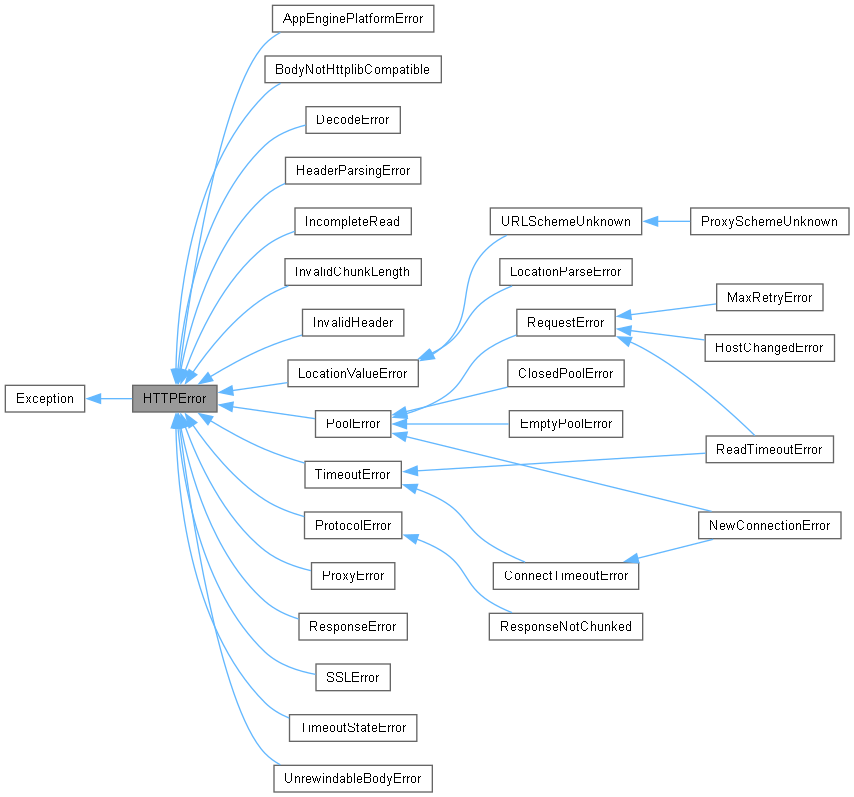 AppEnginePlatformError
BodyNotHttplibCompatible
DecodeError
HeaderParsingError
IncompleteRead
URLSchemeUnknown
ProxySchemeUnknown
InvalidChunkLength
LocationParseError
MaxRetryError
InvalidHeader
RequestError
HostChangedError
LocationValueError
ClosedPoolError
Exception
HTTPError
PoolError
EmptyPoolError
ReadTimeoutError
TimeoutError
ProtocolError
NewConnectionError
ProxyError
ConnectTimeoutError
ResponseError
ResponseNotChunked
SSLError
TimeoutStateError
UnrewindableBodyError